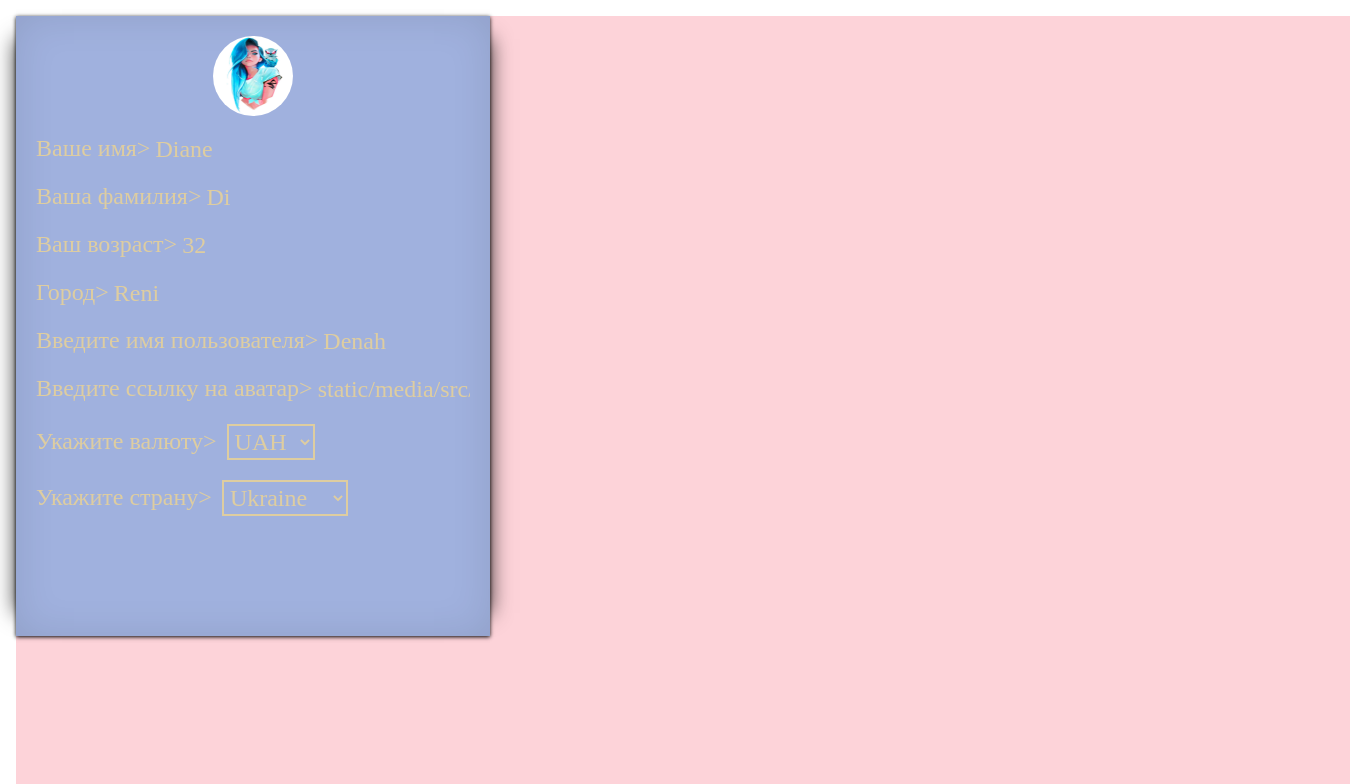 Ваше имя> Diane
Ваша фамилия> Di
Ваш возраст> 32
Город> Reni
Введите имя пользователя> Denah
Введите ссылку на аватар> static/media/src.
Укажите валюту> UAH
Укажите страну> Ukraine